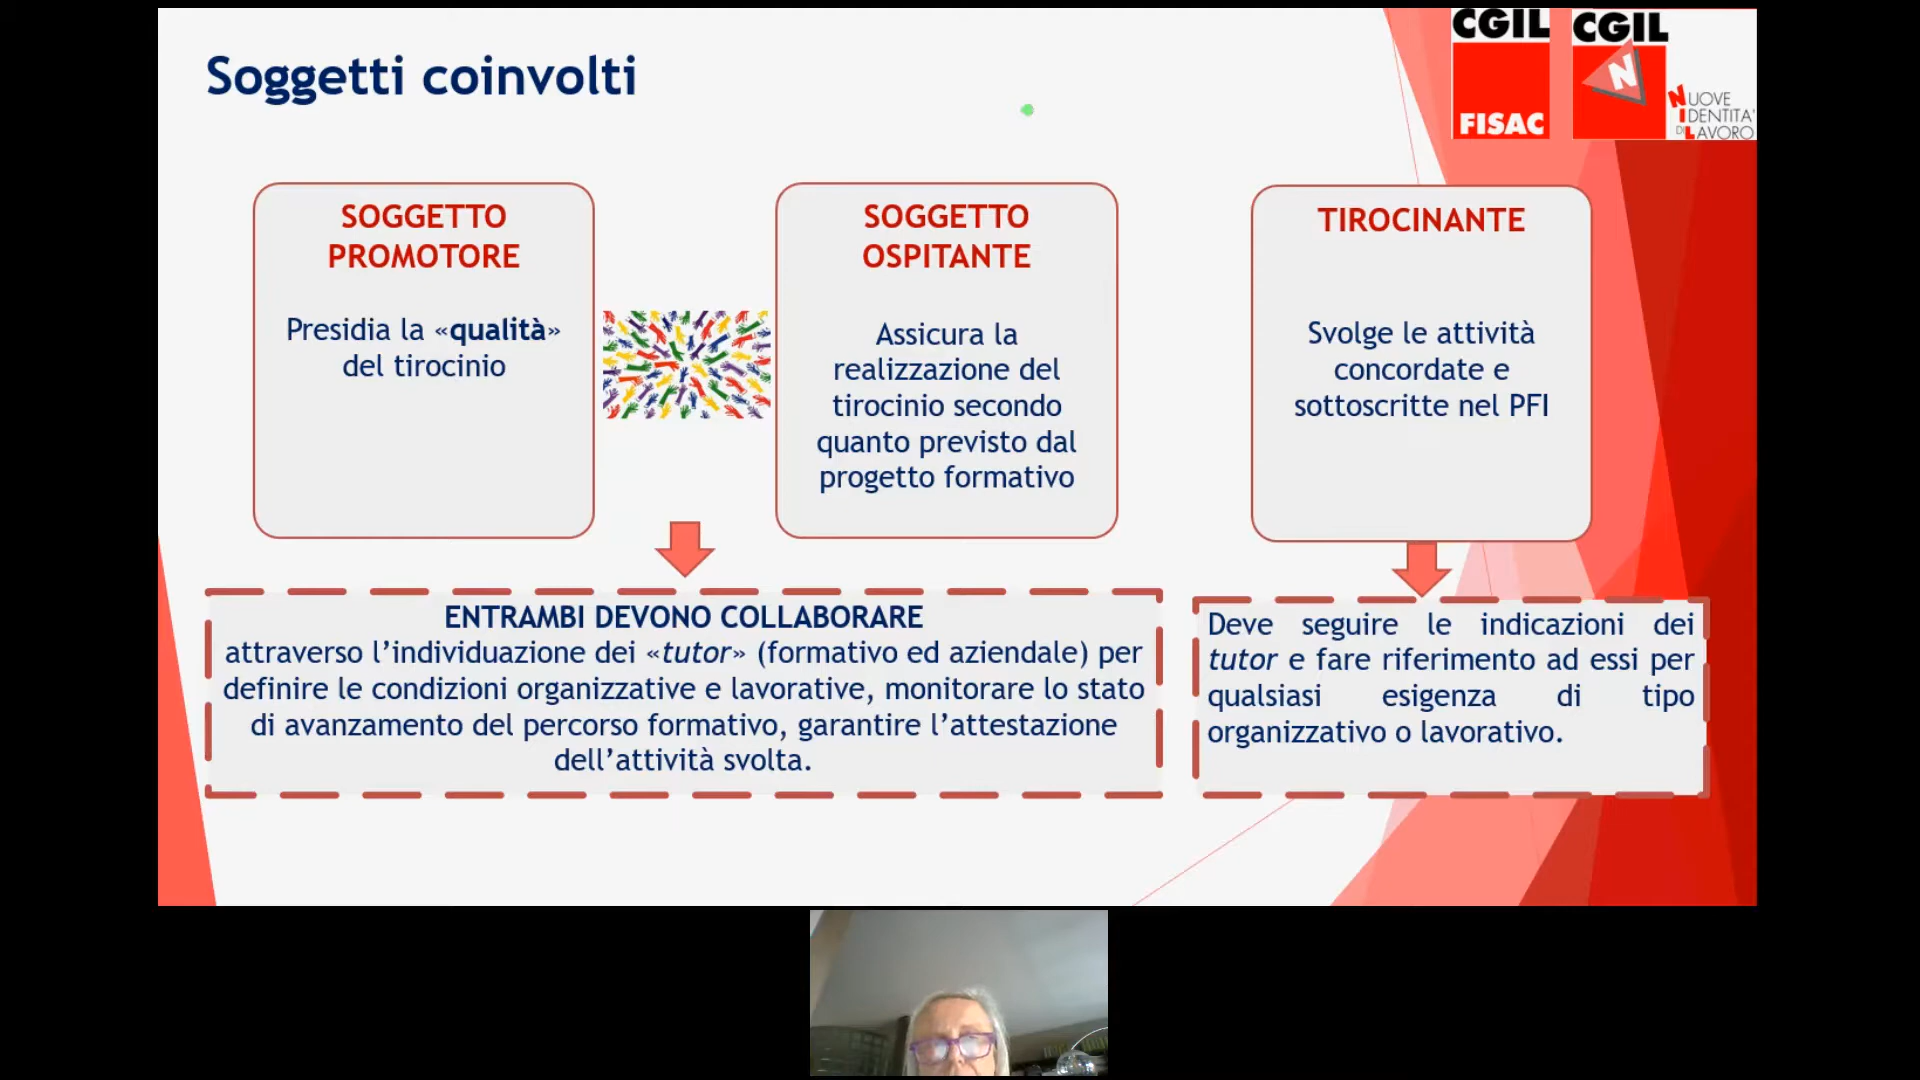 Soggetti coinvolti
CGIL
FISAC
CGIL
N
NUOVE
IDENTITA'
DI LAVORO
SOGGETTO
PROMOTORE
Presidia la «qualità»
del tirocinio
SOGGETTO
OSPITANTE
Assicura la
realizzazione del
tirocinio secondo
quanto previsto dal
progetto formativo
TIROCINANTE
Svolge le attività
concordate e
sottoscritte nel PFI
ENTRAMBI DEVONO COLLABORARE
attraverso l’individuazione dei «tutor» (formativo ed aziendale) per
definire le condizioni organizzative e lavorative, monitorare lo stato
di avanzamento del percorso formativo, garantire l’attestazione
dell’attività svolta.
Deve seguire le indicazioni dei
tutor e fare riferimento ad essi per
qualsiasi esigenza di tipo
organizzativo o lavorativo.